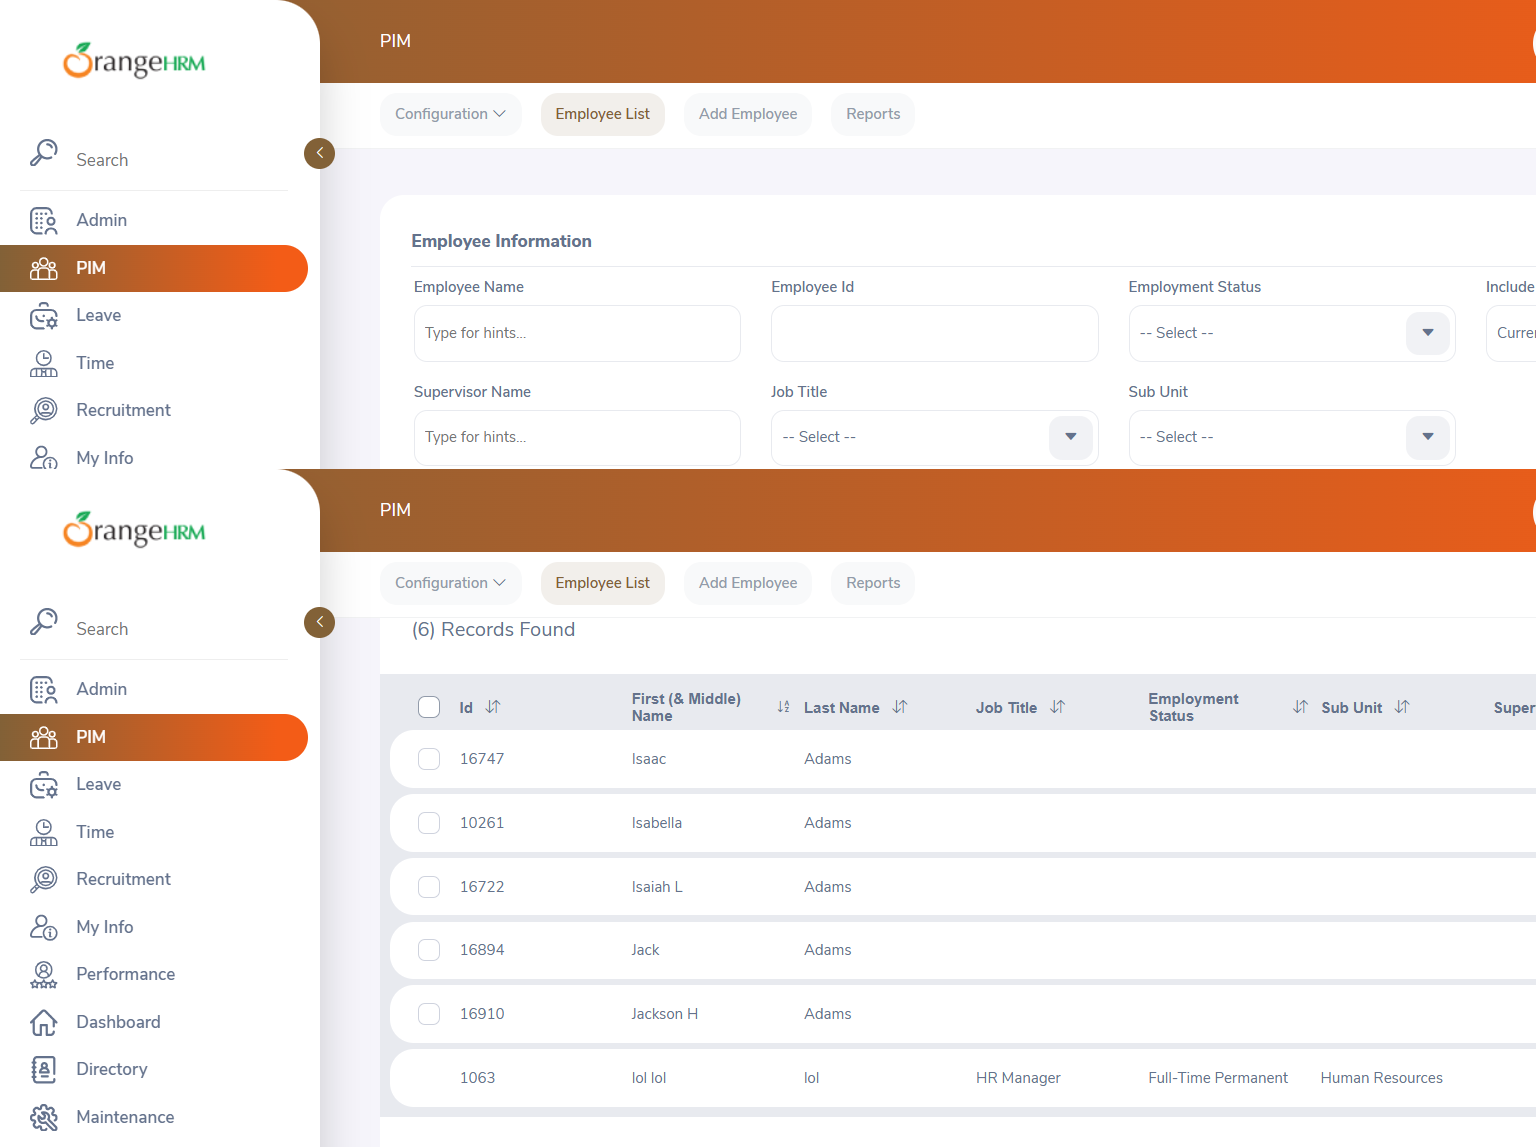 OrangeHRM
PIM
Configuration
Employee List
Add Employee
Reports
Search
Admin
PIM
Leave
Time
Recruitment
My Info
Employee Information
Employee Name
Employee Id
Employment Status
Include
Type for hints...
-- Select --
Curre
Supervisor Name
Job Title
Sub Unit
Type for hints...
-- Select --
-- Select --
OrangeHRM
PIM
Configuration
Employee List
Add Employee
Reports
Search
Admin
PIM
Leave
Time
Recruitment
My Info
Performance
Dashboard
Directory
Maintenance
(6) Records Found
Id
First (& Middle)
Name
Last Name
Job Title
Employment
Status
Sub Unit
Super
16747 Isaac Adams
10261 Isabella Adams
16722 Isaiah L Adams
16894 Jack Adams
16910 Jackson H Adams
1063 lol lol lol HR Manager Full-Time Permanent Human Resources